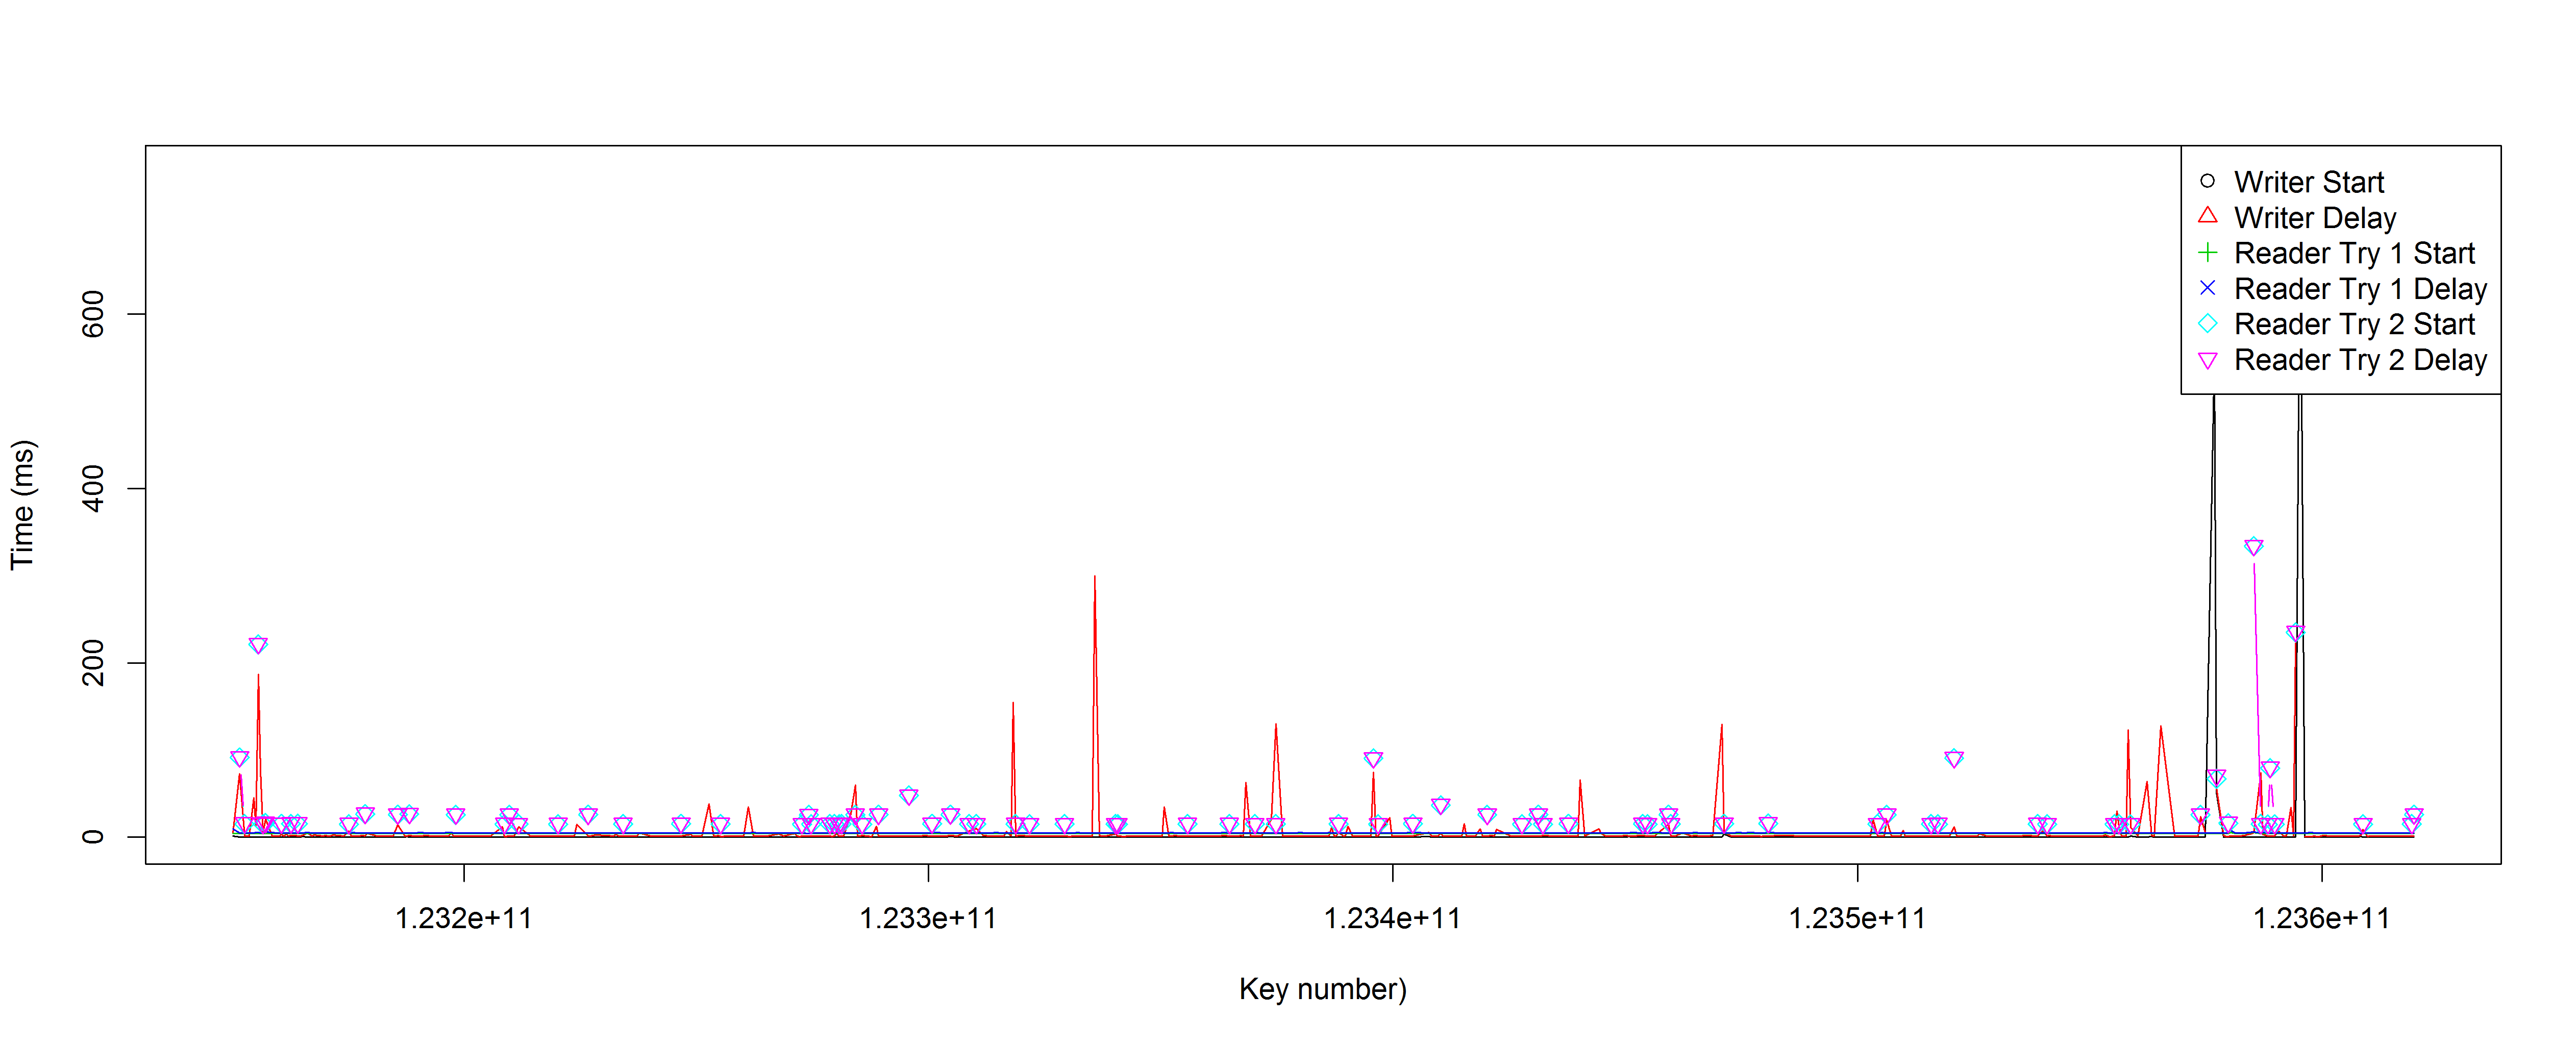 Writer Start
Writer Delay
Reader Try 1 Start
Reader Try 1 Delay
Reader Try 2 Start
Reader Try 2 Delay
Time (ms)
600
400
200
0
1.232e+11 1.233e+11 1.234e+11 1.235e+11 1.236e+11
Key number)